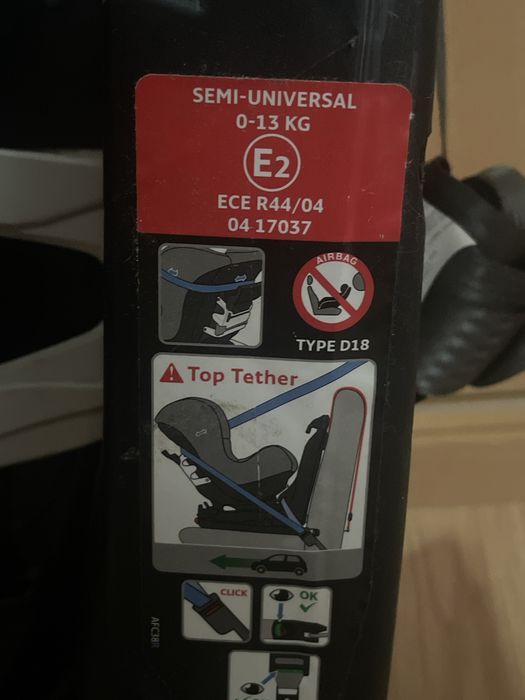 SEMI-UNIVERSAL
0-13 KG
E2
ECE R44/04
04 17037
AIRBAG
TYPE D18
Top Tether
CLICK
OK